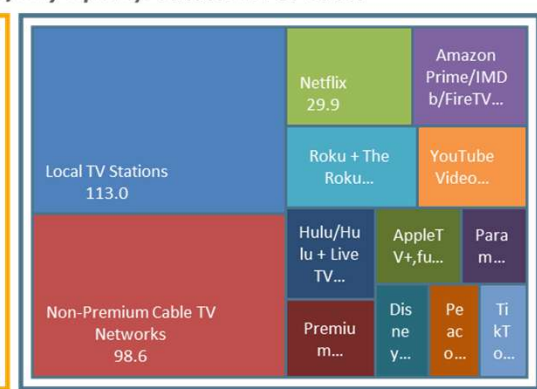 Local TV Stations
113.0
Non-Premium Cable TV
Networks
98.6
Netflix
29.9
Amazon
Prime/IMD
b/FireTV...
Roku + The
Roku...
YouTube
Video...
Hulu/Hu
lu + Live
TV...
AppleT
V+,fu...
Para
m...
Premiu
m...
Dis
ne
y...
Pe
ac
o...
Ti
kT
o...